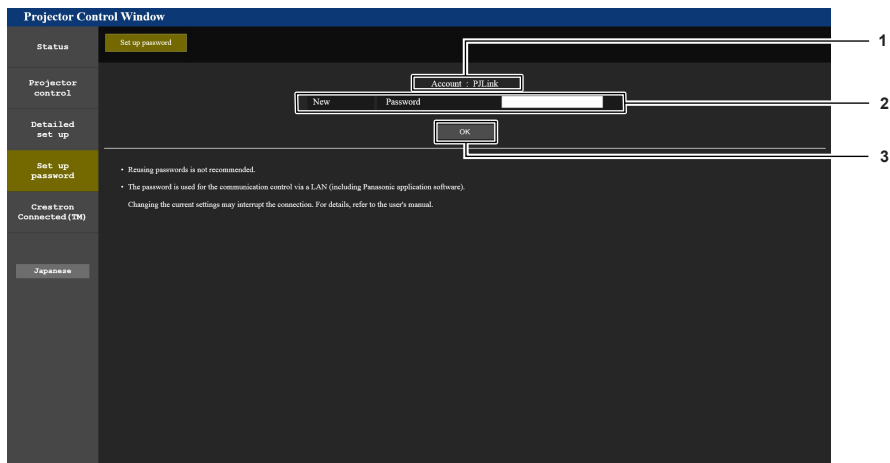 Projector Control Window
Status
Set up password
1
Projector
control
Account : PJLink
New Password
2
Detailed
set up
OK
3
Set up
password
• Reusing passwords is not recommended.
• The password is used for the communication control via a LAN (including Panasonic application software).
Changing the current settings may interrupt the connection. For details, refer to the user's manual.
Crestron
Connected(TM)
Japanese